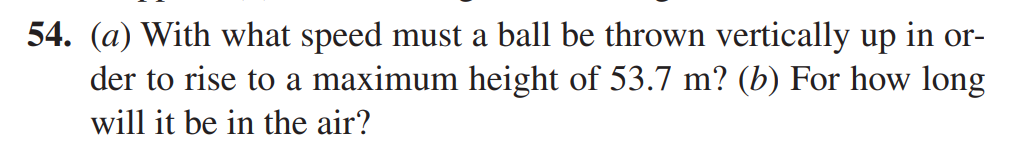 54. (a) With what speed must a ball be thrown vertically up in or-
der to rise to a maximum height of 53.7 m? (b) For how long
will it be in the air?